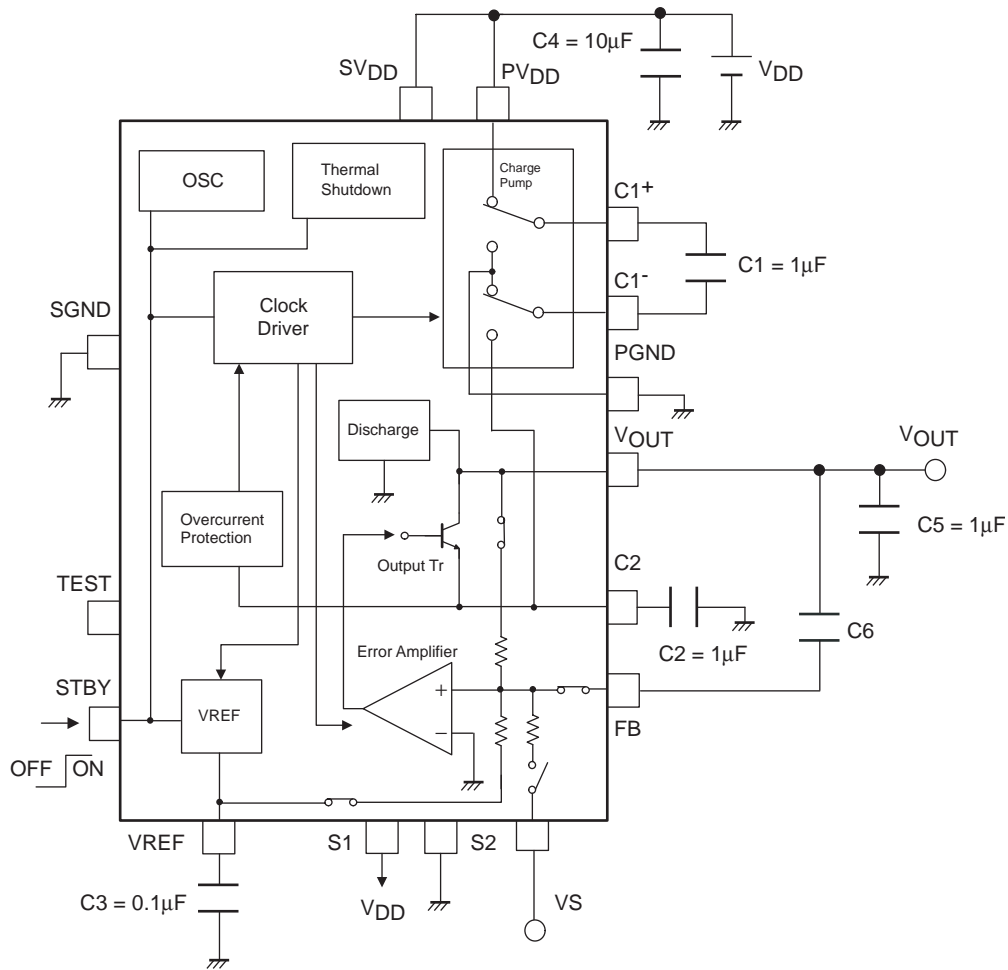 C4 = 10µF
SVDD
PVDD
VDD
OSC
Thermal
Shutdown
Charge
Pump
C1+
C1 = 1µF
C1-
SGND
Clock
Driver
PGND
Discharge
VOUT
VOUT
Overcurrent
Protection
C5 = 1µF
Output Tr
C2
TEST
C6
C2 = 1µF
Error Amplifier
STBY
VREF
+
−
FB
OFF
ON
VREF
S1
S2
C3 = 0.1µF
VDD
VS